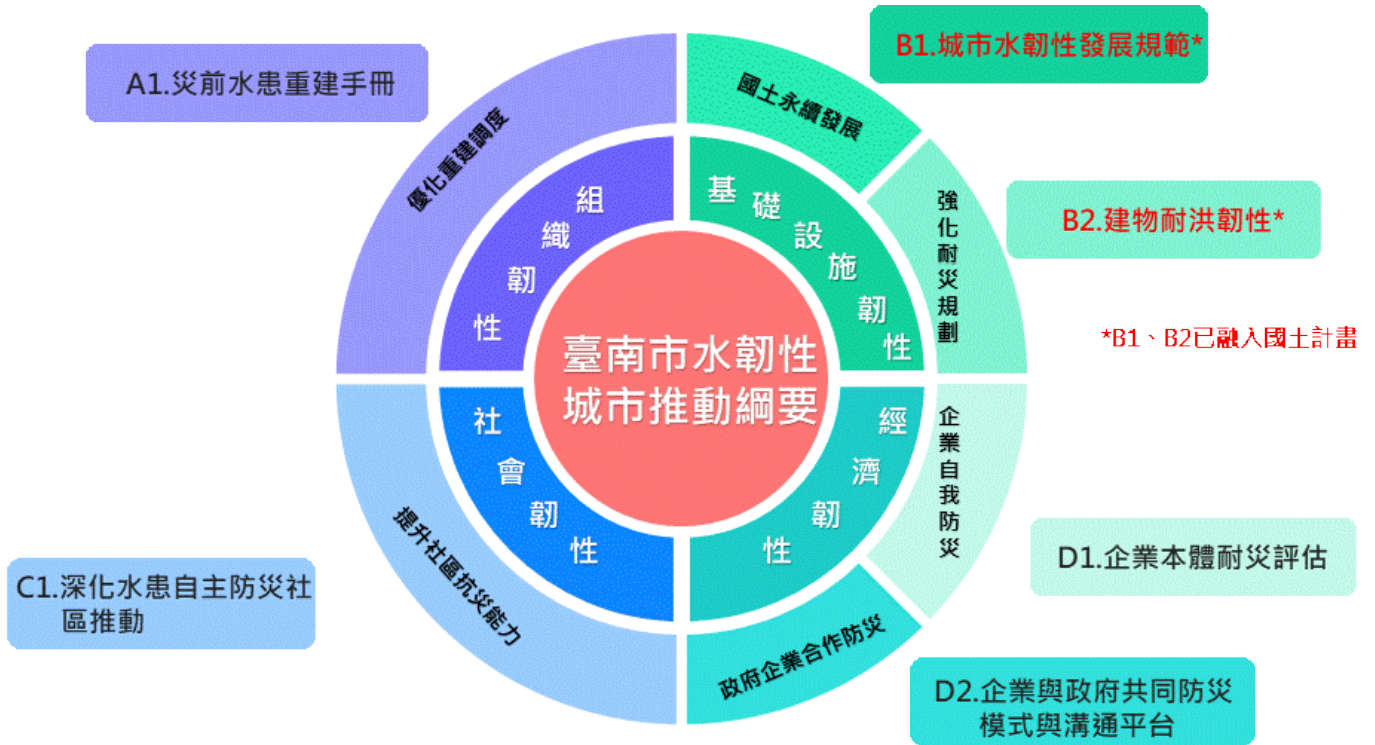 A1.災前水患重建手冊
B1.城市水韌性發展規範*
國土永續發展
優化重建調度
組織韌性
基礎設施韌性
強化耐災規劃
B2.建物耐洪韌性*
*B1、B2已融入國土計畫
臺南市水韌性
城市推動綱要
社會韌性
經濟韌性
企業自我防災
提升社區抗災能力
政府企業合作防災
C1.深化水患自主防災社
區推動
D1.企業本體耐災評估
D2.企業與政府共同防災
模式與溝通平台